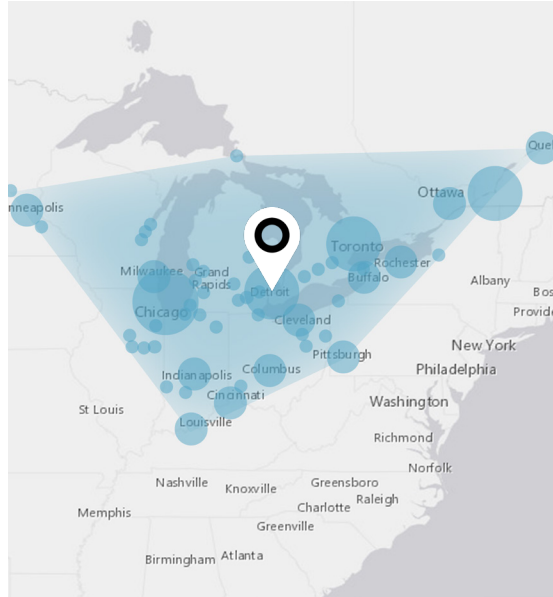 Que
Ottawa
nneapolis
Toronto
Rochester
Milwaukee
Grand
Rapids
Buffalo
Albany
Detroit
Bos
Chicago
Provide
Cleveland
New York
Pittsburgh
Columbus
Philadelphia
Indianapolis
Cincinnati
Washington
St Louis
Louisville
Richmond
Norfolk
Nashville
Knoxville
Greensboro
Raleigh
Charlotte
Memphis
Greenville
Birmingham
Atlanta